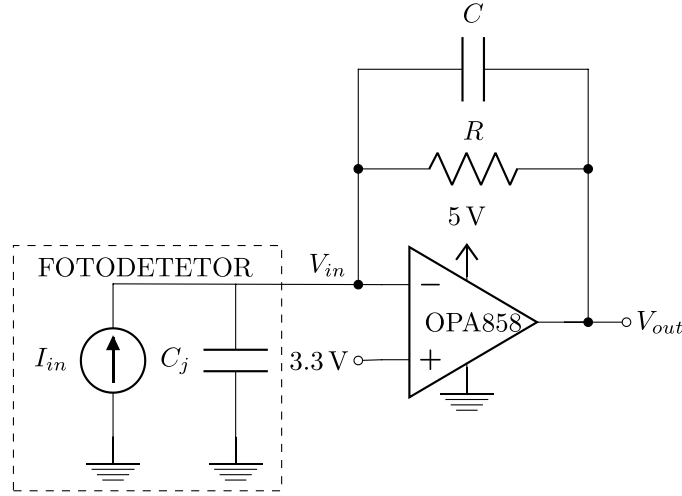 C
R
5 V
FOTODETETOR
V_in
I_in
C_j
−
OPA858
V_out
3.3 V
+